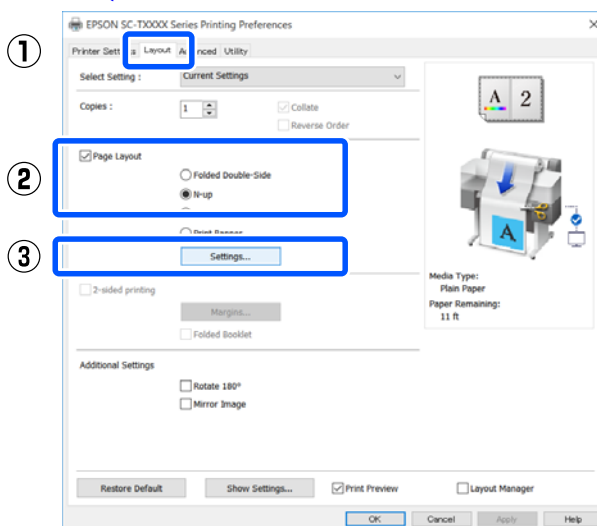 EPSON SC-TXXXX Series Printing Preferences
①
Layout
Advanced Utility
Select Setting :
Current Settings
Copies :
1
Collate
Reverse Order
A 2
②
Page Layout
Folded Double-Side
N-up
Print Banner
③
Settings...
A
Media Type:
Plain Paper
Paper Remaining:
11 ft
2-sided printing
Margins...
Folded Booklet
Additional Settings
Rotate 180°
Mirror Image
Restore Default
Show Settings...
Print Preview
Layout Manager
OK
Cancel
Apply
Help